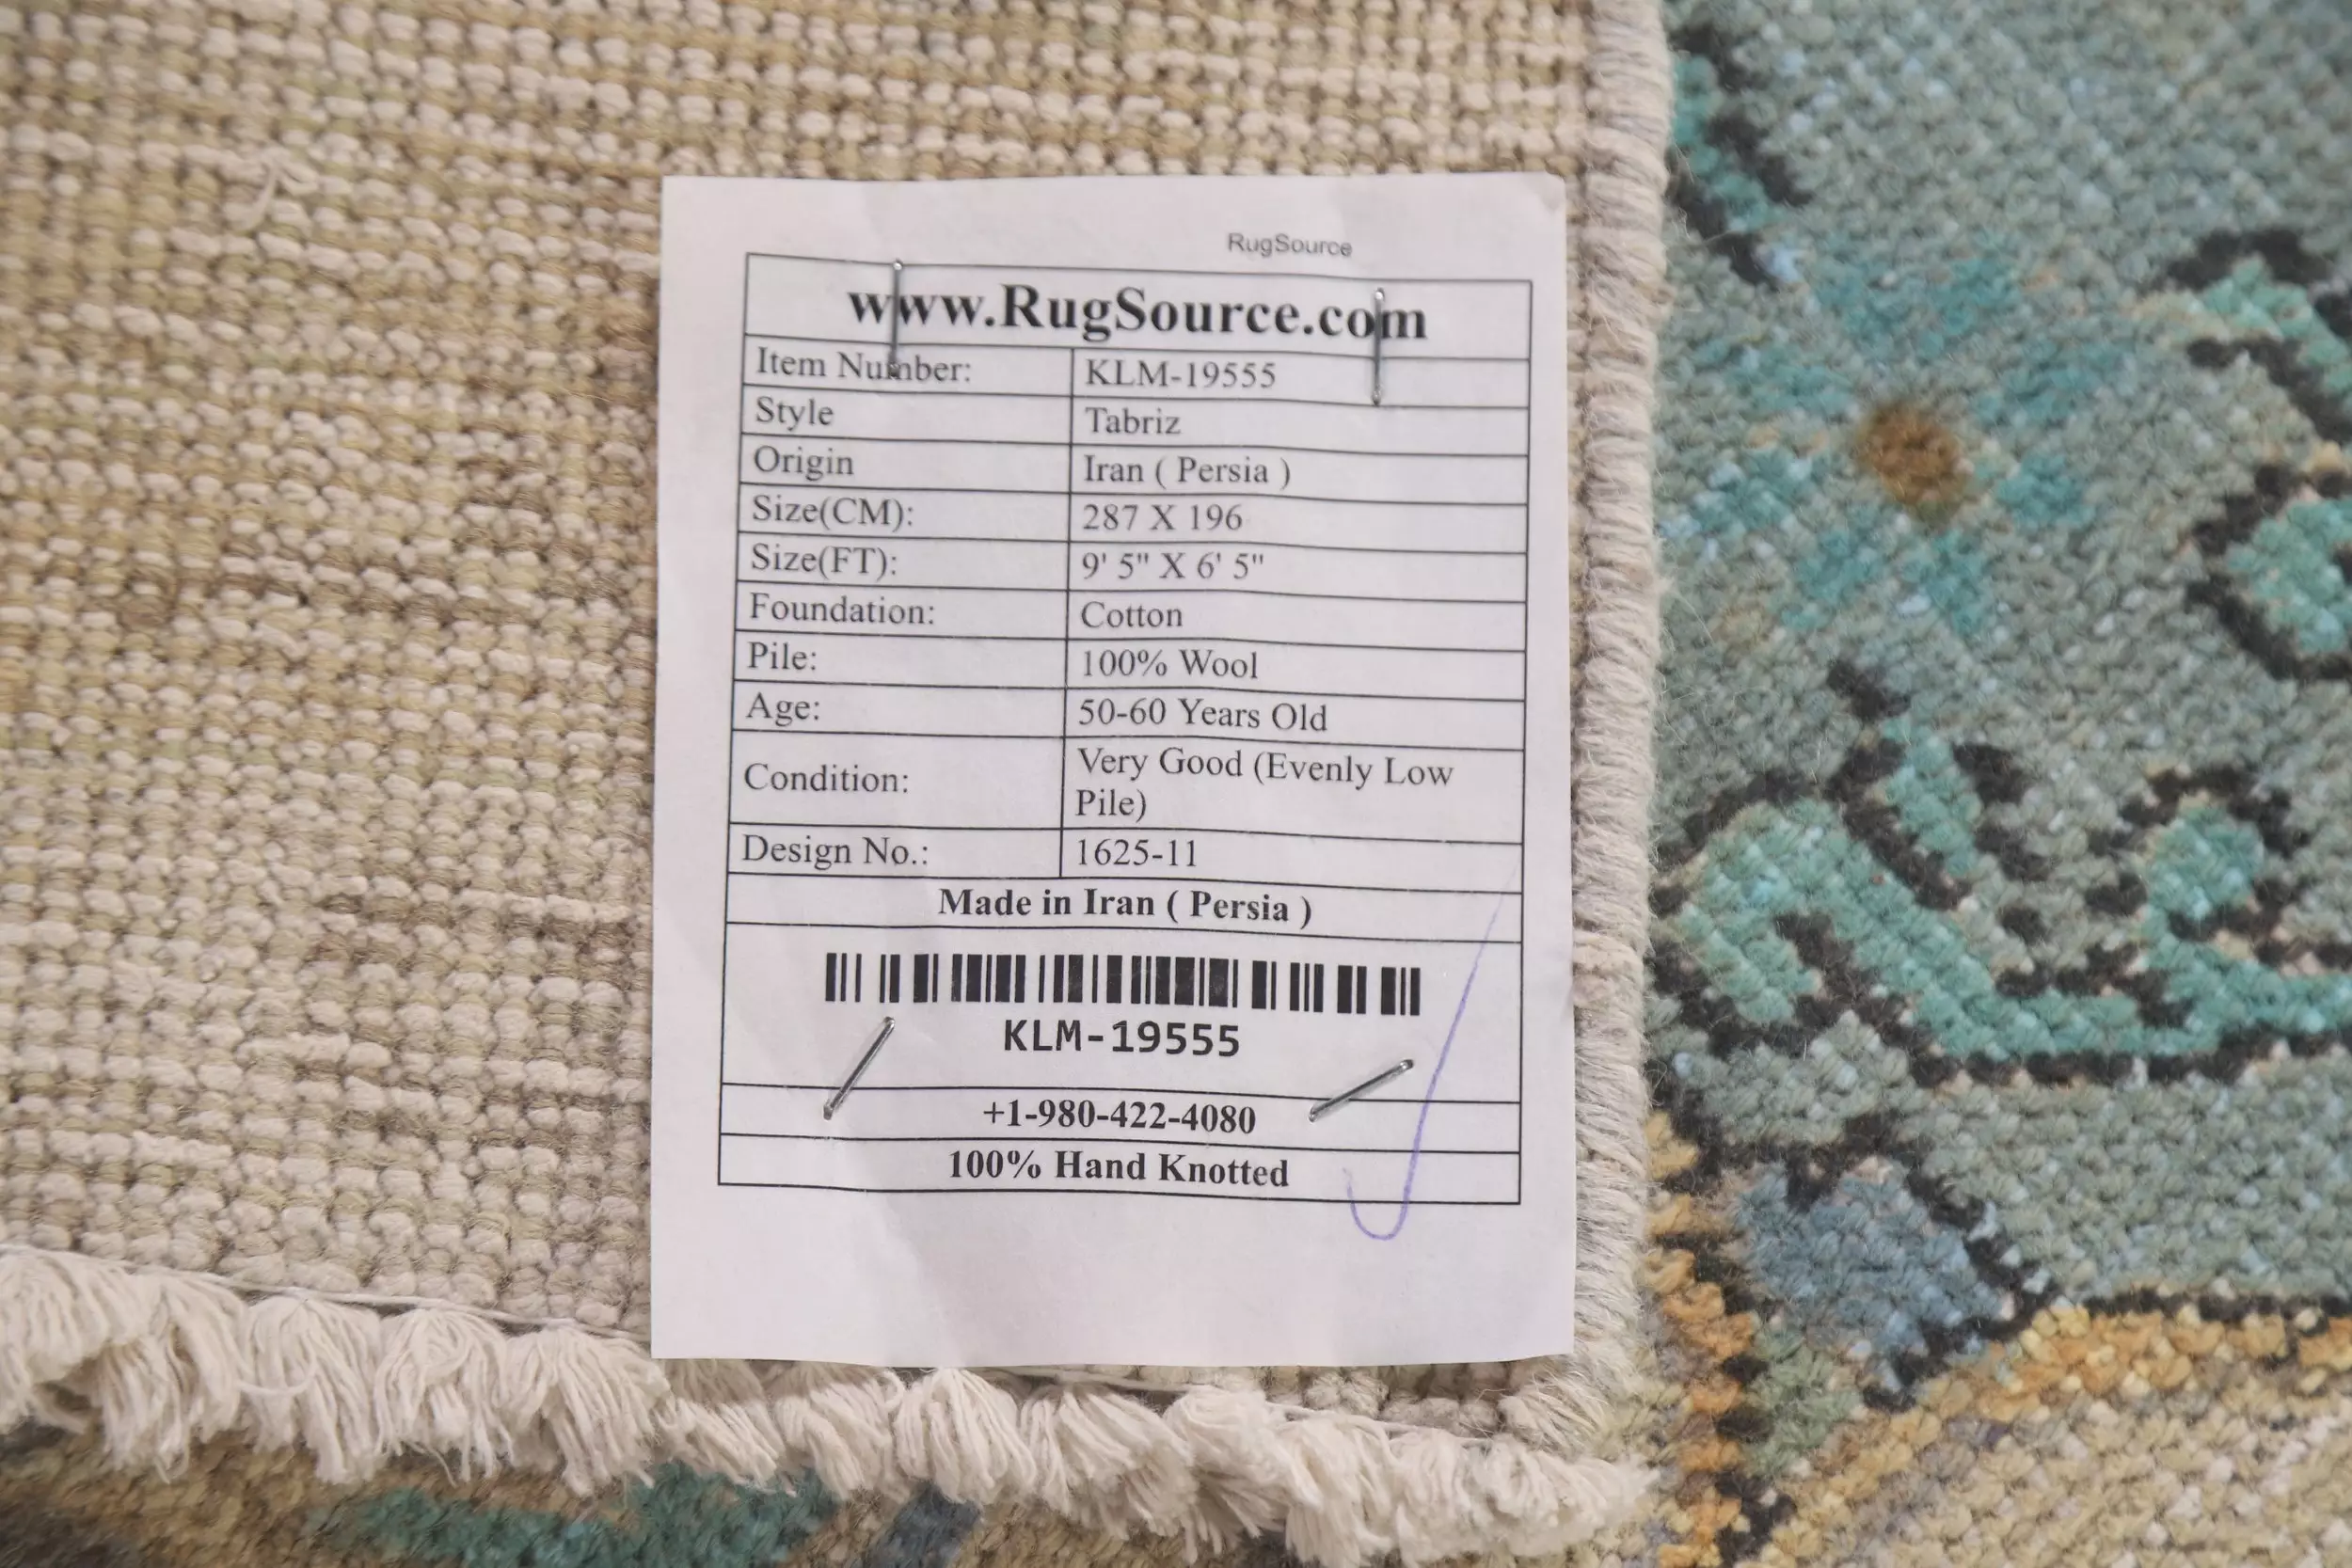 RugSource
www.RugSource.com
Item Number: KLM-19555
Style Tabriz
Origin Iran ( Persia )
Size(CM): 287 X 196
Size(FT): 9' 5" X 6' 5"
Foundation: Cotton
Pile: 100% Wool
Age: 50-60 Years Old
Condition: Very Good (Evenly Low
Pile)
Design No.: 1625-11
Made in Iran ( Persia )
KLM-19555
+1-980-422-4080
100% Hand Knotted